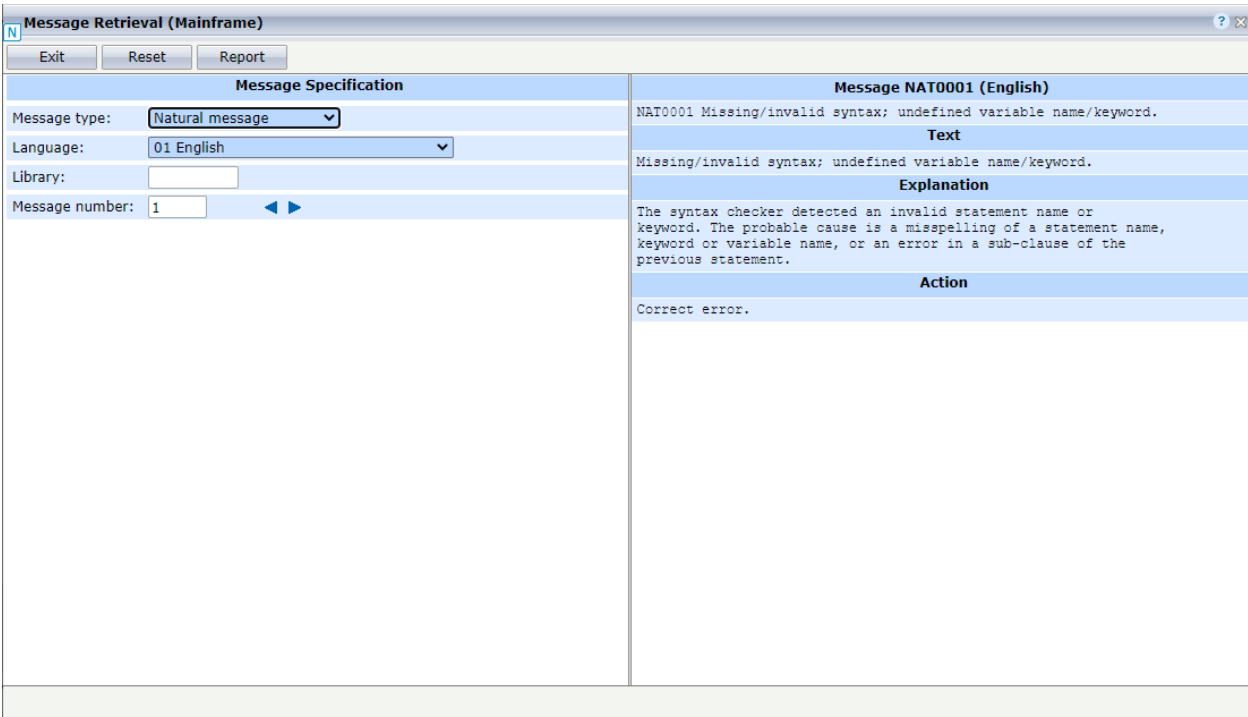 Message Retrieval (Mainframe)
N
?
Exit
Reset
Report
Message Specification
Message type: Natural message
Language: 01 English
Library:
Message number: 1
Message NAT0001 (English)
NAT0001 Missing/invalid syntax; undefined variable name/keyword.
Text
Missing/invalid syntax; undefined variable name/keyword.
Explanation
The syntax checker detected an invalid statement name or
keyword. The probable cause is a misspelling of a statement name,
keyword or variable name, or an error in a sub-clause of the
previous statement.
Action
Correct error.